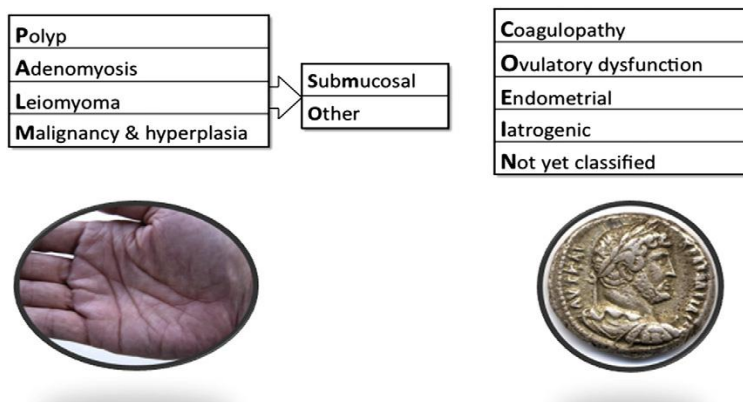 Polyp
Adenomyosis
Leiomyoma
Malignancy & hyperplasia
Submucosal
Other
Coagulopathy
Ovulatory dysfunction
Endometrial
Iatrogenic
Not yet classified